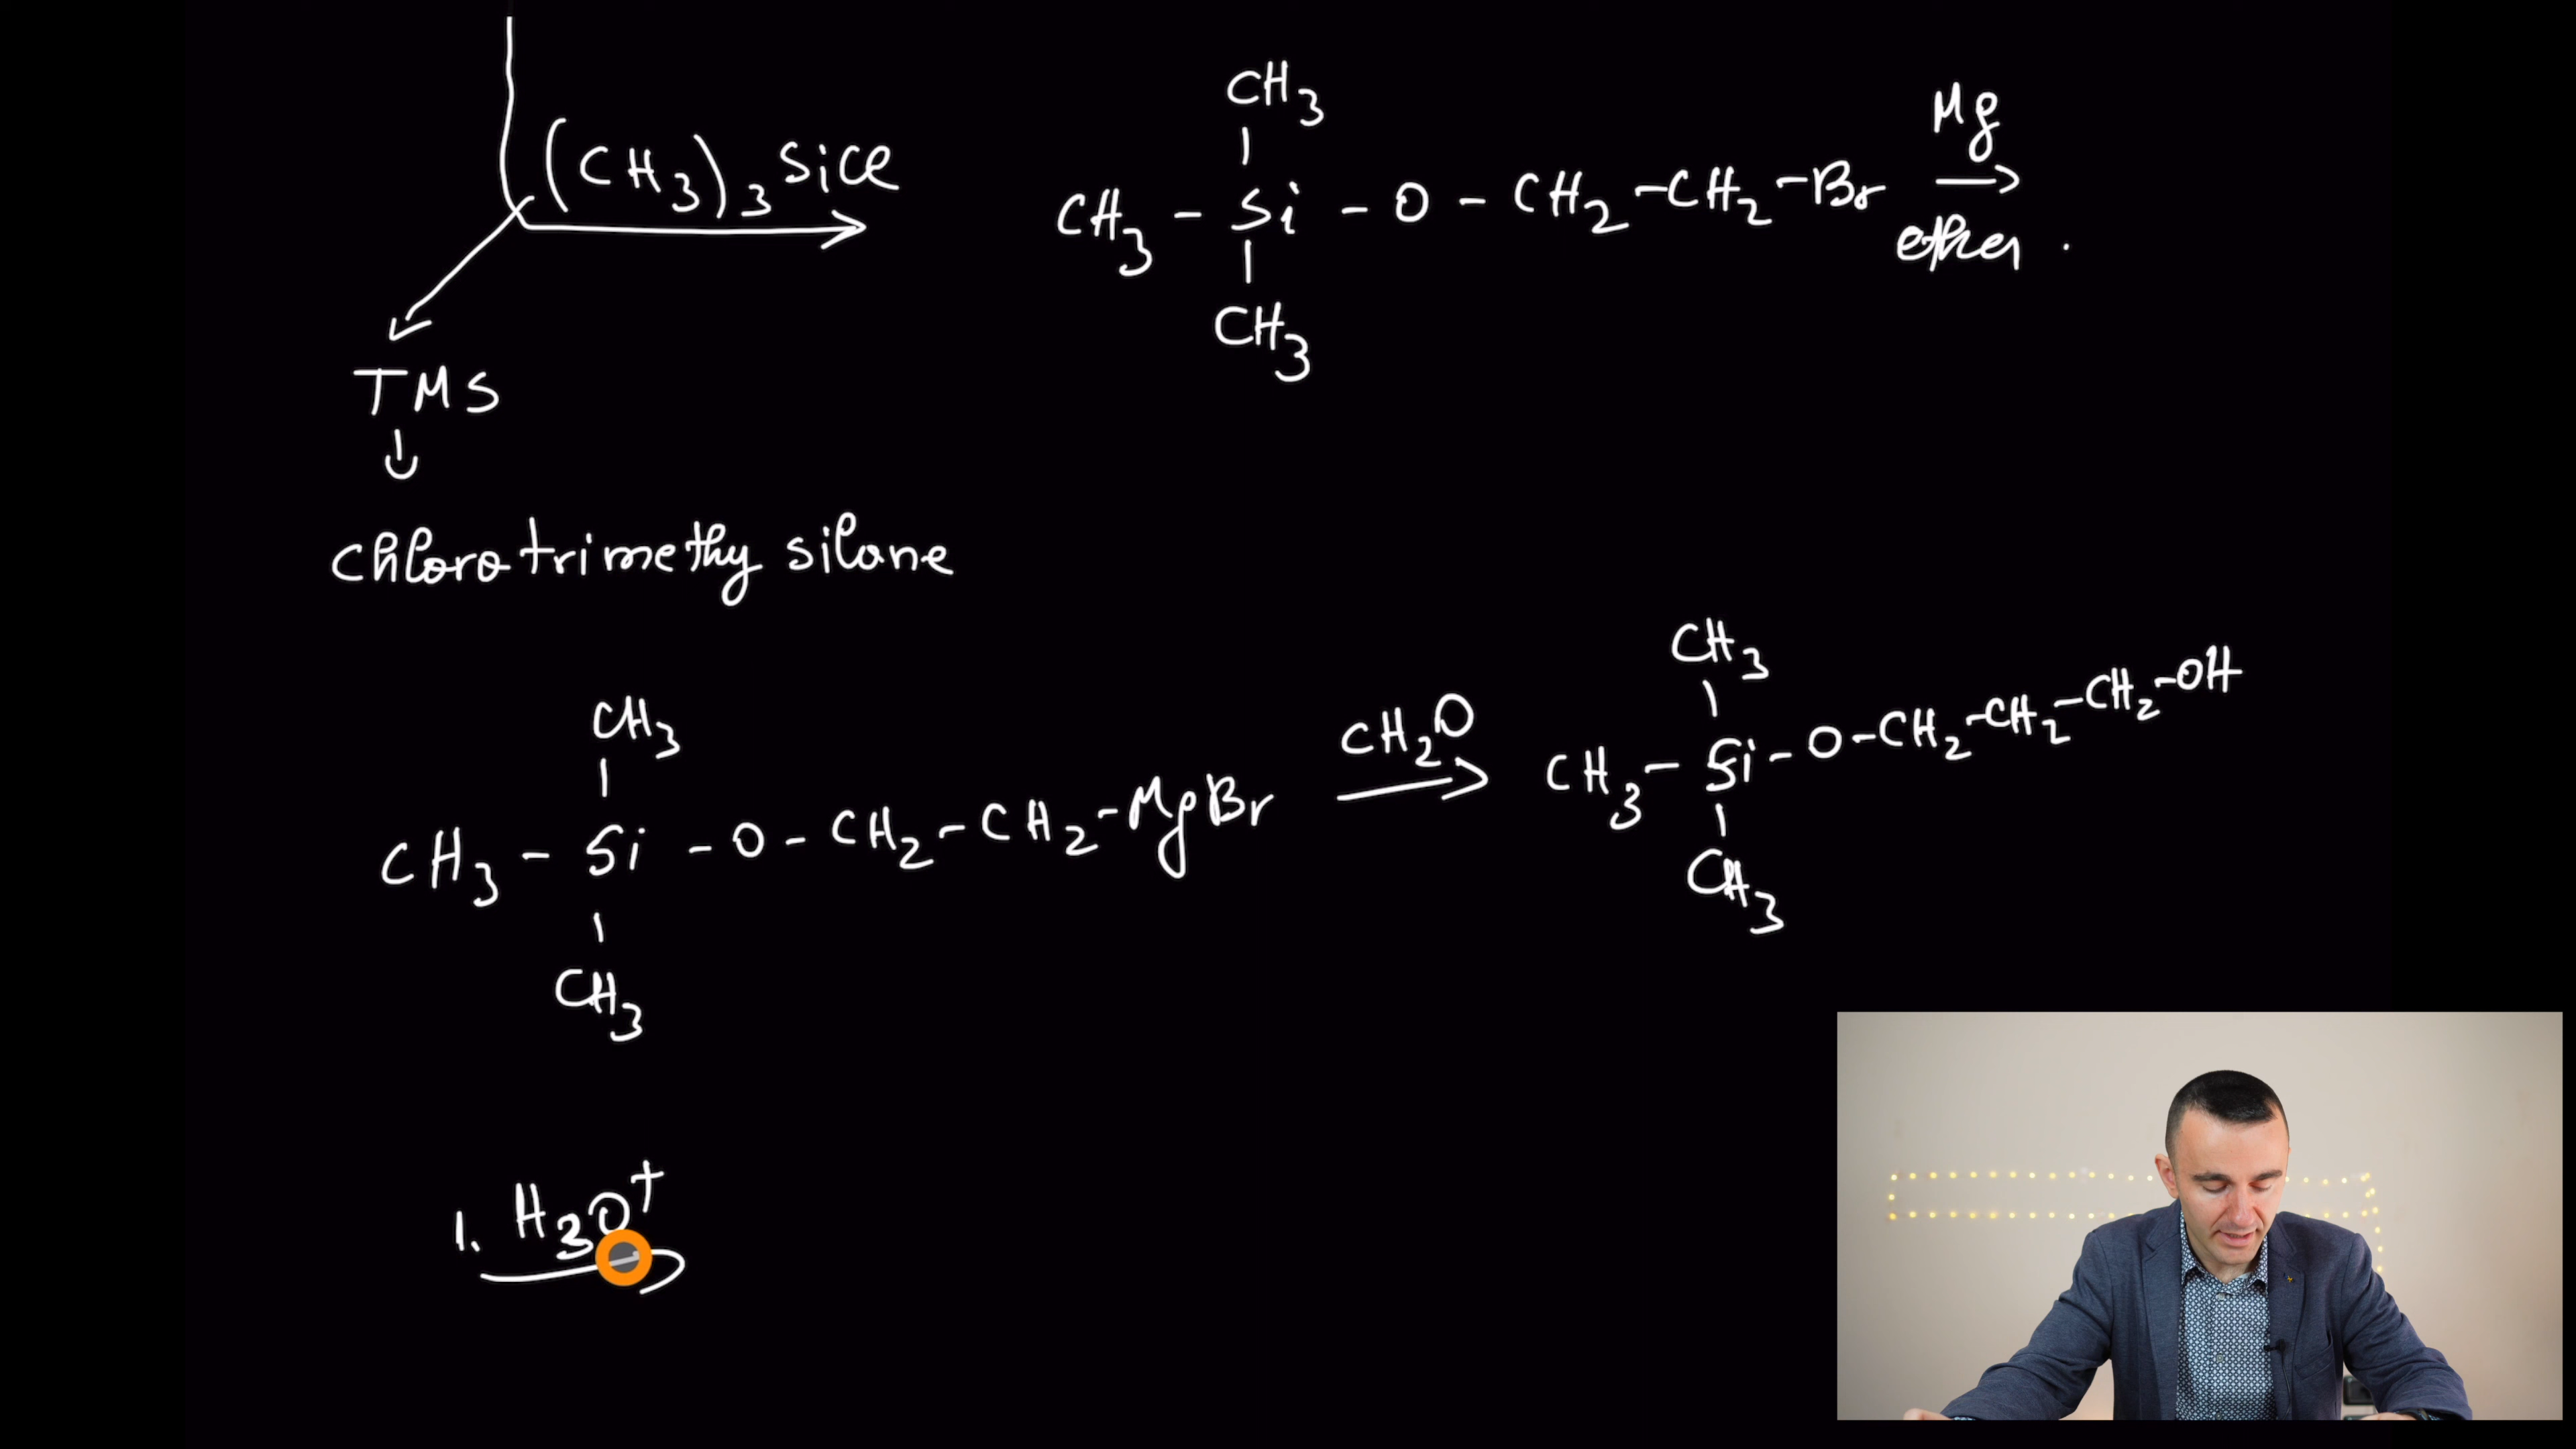 (CH3)3SiCl
CH3
CH3 - Si - O - CH2 - CH2 - Br
CH3
Mg
ether
TMS
chlorotrimethy silane
CH3
CH3 - Si - O - CH2 - CH2 - MgBr
CH3
CH2O
CH3
CH3 - Si - O - CH2 - CH2 - CH2 - OH
CH3
1. H3O+